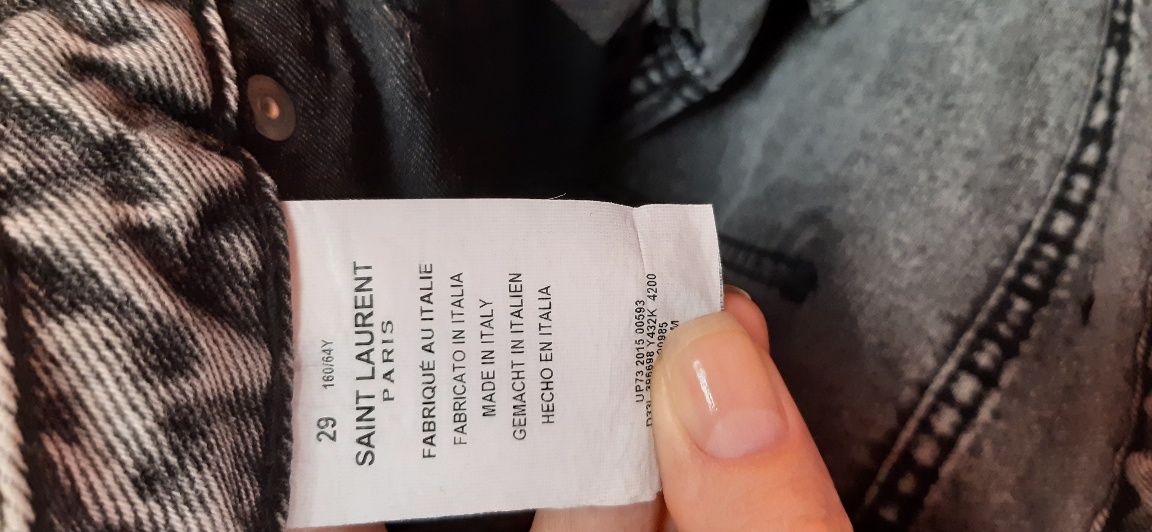 29 160/64Y
SAINT LAURENT
PARIS
FABRIQUÉ AU ITALIE
FABRICATO IN ITALIA
MADE IN ITALY
GEMACHT IN ITALIEN
HECHO EN ITALIA
UP73 2015 00593
396698 Y432K 4200